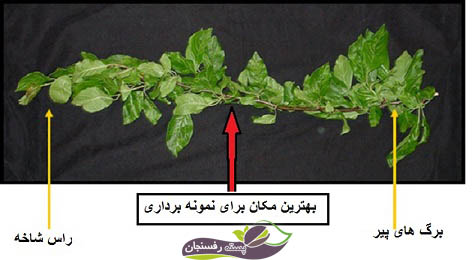 بهترین مکان برای نمونه برداری
برگ های پیر
راس شاخه
پسته رفسنجان